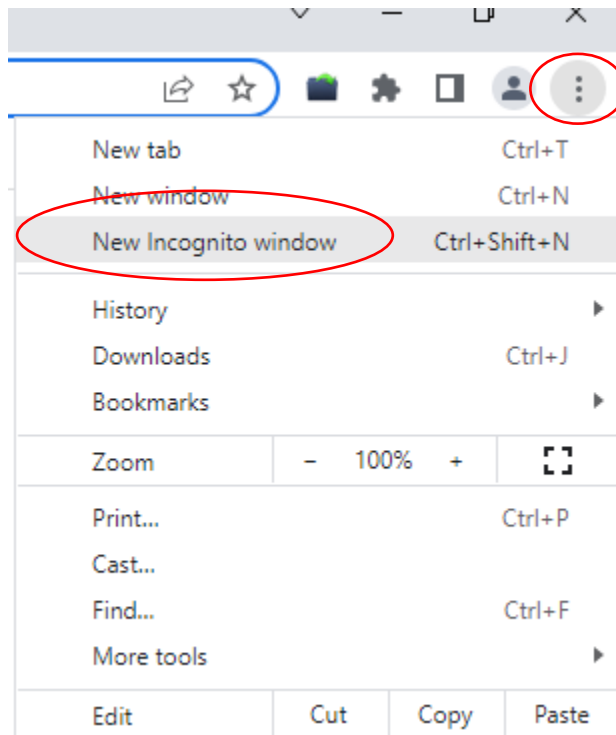 New tab Ctrl+T
New window Ctrl+N
New Incognito window Ctrl+Shift+N
History
Downloads Ctrl+J
Bookmarks
Zoom - 100% +
Print... Ctrl+P
Cast...
Find... Ctrl+F
More tools
Edit Cut Copy Paste